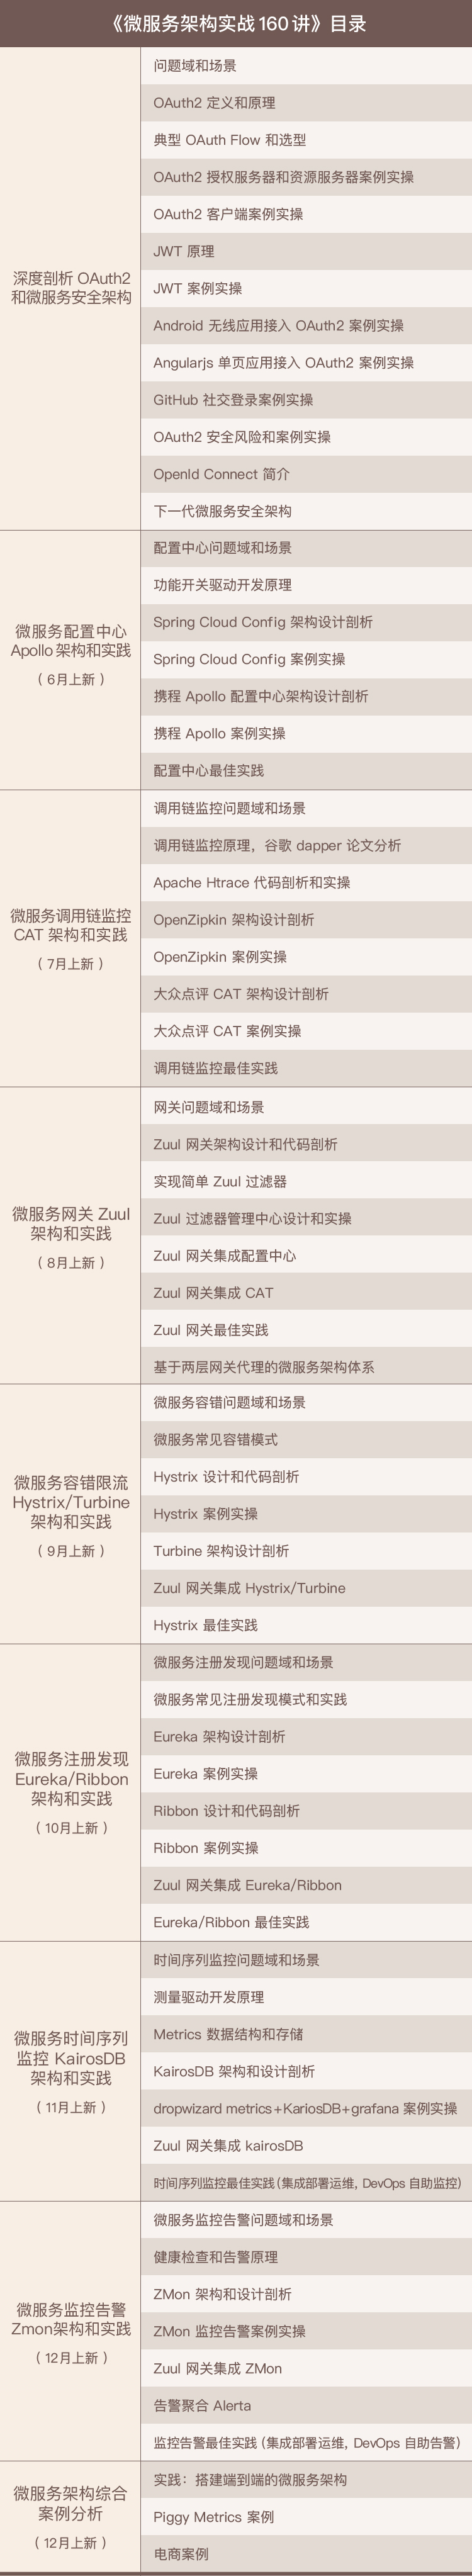 《微服务架构实战 160 讲》目录
深度剖析 OAuth2
和微服务安全架构
问题域和场景
OAuth2 定义和原理
典型 OAuth Flow 和选型
OAuth2 授权服务器和资源服务器案例实操
OAuth2 客户端案例实操
JWT 原理
JWT 案例实操
Android 无线应用接入 OAuth2 案例实操
Angularjs 单页应用接入 OAuth2 案例实操
GitHub 社交登录案例实操
OAuth2 安全风险和案例实操
OpenId Connect 简介
下一代微服务安全架构
微服务配置中心
Apollo 架构和实践
（ 6月上新 ）
配置中心问题域和场景
功能开关驱动开发原理
Spring Cloud Config 架构设计剖析
Spring Cloud Config 案例实操
携程 Apollo 配置中心架构设计剖析
携程 Apollo 案例实操
配置中心最佳实践
微服务调用链监控
CAT 架构和实践
（ 7月上新 ）
调用链监控问题域和场景
调用链监控原理，谷歌 dapper 论文分析
Apache Htrace 代码剖析和实操
OpenZipkin 架构设计剖析
OpenZipkin 案例实操
大众点评 CAT 架构设计剖析
大众点评 CAT 案例实操
调用链监控最佳实践
微服务网关 Zuul
架构和实践
（ 8月上新 ）
网关问题域和场景
Zuul 网关架构设计和代码剖析
实现简单 Zuul 过滤器
Zuul 过滤器管理中心设计和实操
Zuul 网关集成配置中心
Zuul 网关集成 CAT
Zuul 网关最佳实践
基于两层网关代理的微服务架构体系
微服务容错限流
Hystrix/Turbine
架构和实践
（ 9月上新 ）
微服务容错问题域和场景
微服务常见容错模式
Hystrix 设计和代码剖析
Hystrix 案例实操
Turbine 架构设计剖析
Zuul 网关集成 Hystrix/Turbine
Hystrix 最佳实践
微服务注册发现
Eureka/Ribbon
架构和实践
（ 10月上新 ）
微服务注册发现问题域和场景
微服务常见注册发现模式和实践
Eureka 架构设计剖析
Eureka 案例实操
Ribbon 设计和代码剖析
Ribbon 案例实操
Zuul 网关集成 Eureka/Ribbon
Eureka/Ribbon 最佳实践
微服务时间序列
监控 KairosDB
架构和实践
（ 11月上新 ）
时间序列监控问题域和场景
测量驱动开发原理
Metrics 数据结构和存储
KairosDB 架构和设计剖析
dropwizard metrics+KariosDB+grafana 案例实操
Zuul 网关集成 kairosDB
时间序列监控最佳实践（集成部署运维, DevOps 自助监控）
微服务监控告警
Zmon架构和实践
（ 12月上新 ）
微服务监控告警问题域和场景
健康检查和告警原理
ZMon 架构和设计剖析
ZMon 监控告警案例实操
Zuul 网关集成 ZMon
告警聚合 Alerta
监控告警最佳实践（集成部署运维, DevOps 自助告警）
微服务架构综合
案例分析
（ 12月上新 ）
实践：搭建端到端的微服务架构
Piggy Metrics 案例
电商案例